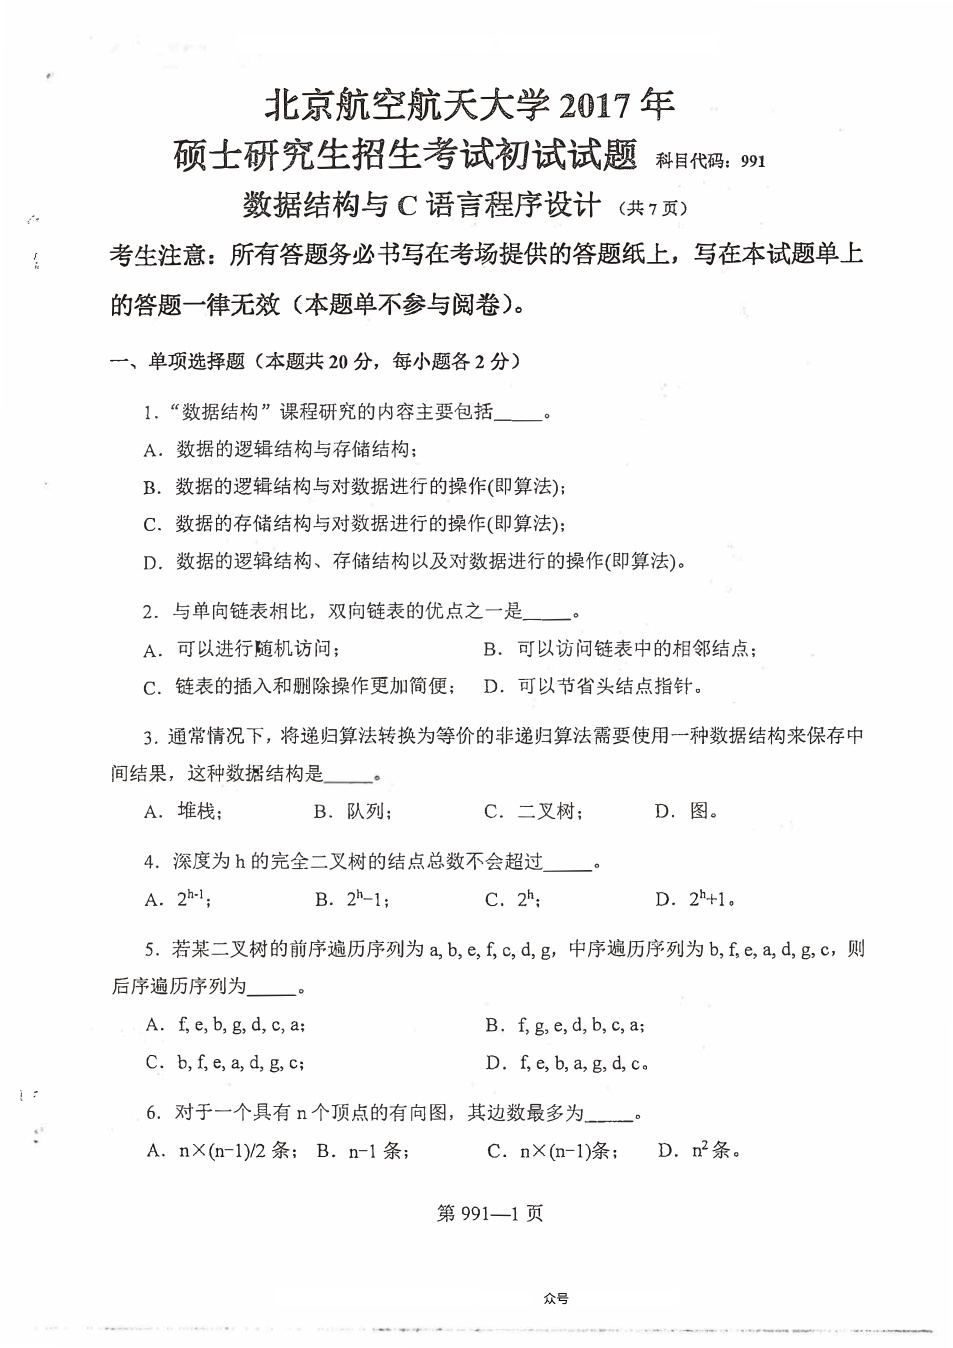 北京航空航天大学 2017 年
硕士研究生招生考试初试试题 科目代码：991
数据结构与 C 语言程序设计 （共 7 页）
考生注意：所有答题务必书写在考场提供的答题纸上，写在本试题单上
的答题一律无效（本题单不参与阅卷）。
一、单项选择题（本题共 20 分，每小题各 2 分）
1．“数据结构”课程研究的内容主要包括_____。
A．数据的逻辑结构与存储结构；
B．数据的逻辑结构与对数据进行的操作(即算法)；
C．数据的存储结构与对数据进行的操作(即算法)；
D．数据的逻辑结构、存储结构以及对数据进行的操作(即算法)。
2．与单向链表相比，双向链表的优点之一是_____。
A．可以进行随机访问； B．可以访问链表中的相邻结点；
C．链表的插入和删除操作更加简便； D．可以节省头结点指针。
3．通常情况下，将递归算法转换为等价的非递归算法需要使用一种数据结构来保存中
间结果，这种数据结构是_____。
A．堆栈； B．队列； C．二叉树； D．图。
4．深度为 h 的完全二叉树的结点总数不会超过_____。
A．2^{h-1}； B．2^{h}-1； C．2^{h}； D．2^{h}+1。
5．若某二叉树的前序遍历序列为 a, b, e, f, c, d, g，中序遍历序列为 b, f, e, a, d, g, c，则
后序遍历序列为_____。
A．f, e, b, g, d, c, a； B．f, g, e, d, b, c, a；
C．b, f, e, a, d, g, c； D．f, e, b, a, g, d, c。
6．对于一个具有 n 个顶点的有向图，其边数最多为_____。
A．n×(n-1)/2 条； B．n-1 条； C．n×(n-1)条； D．n² 条。
第 991—1 页
众号